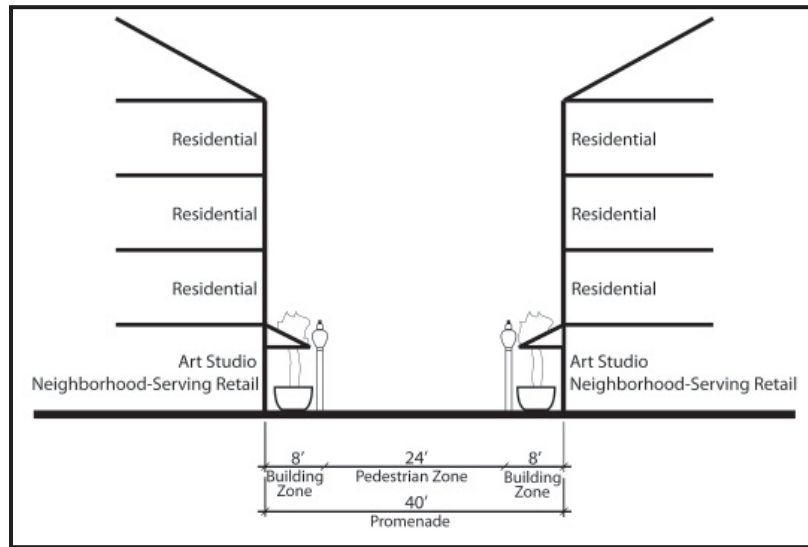 Residential
Residential
Residential
Residential
Residential
Residential
Art Studio
Neighborhood-Serving Retail
Art Studio
Neighborhood-Serving Retail
8’
24’
8’
Building
Zone
Pedestrian Zone
Building
Zone
40’
Promenade